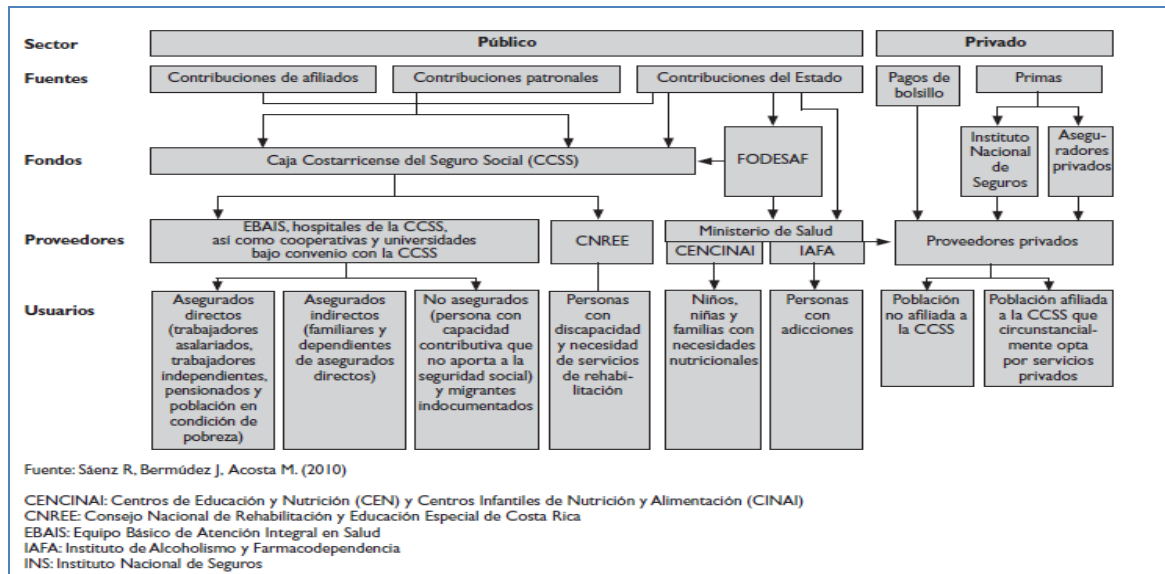 Sector
Público
Privado
Fuentes
Contribuciones de afiliados
Contribuciones patronales
Contribuciones del Estado
Pagos de
bolsillo
Primas
Fondos
Caja Costarricense del Seguro Social (CCSS)
FODESAF
Instituto
Nacional
de
Seguros
Asegu-
radores
privados
Proveedores
EBAIS, hospitales de la CCSS,
así como cooperativas y universidades
bajo convenio con la CCSS
CNREE
Ministerio de Salud
CENCINAI
IAFA
Proveedores privados
Usuarios
Asegurados
directos
(trabajadores
asalariados,
trabajadores
independientes,
pensionados y
población en
condición de
pobreza)
Asegurados
indirectos
(familiares y
dependientes
de asegurados
directos)
No asegurados
(persona con
capacidad
contributiva que
no aporta a la
seguridad social)
y migrantes
indocumentados
Personas
con
discapacidad
y necesidad
de servicios
de rehabi-
litación
Niños,
niñas y
familias con
necesidades
nutricionales
Personas
con
adicciones
Población
no afiliada a
la CCSS
Población afiliada
a la CCSS que
circunstancial-
mente opta
por servicios
privados
Fuente: Sáenz R, Bermúdez J, Acosta M. (2010)
CENCINAI: Centros de Educación y Nutrición (CEN) y Centros Infantiles de Nutrición y Alimentación (CINAI)
CNREE: Consejo Nacional de Rehabilitación y Educación Especial de Costa Rica
EBAIS: Equipo Básico de Atención Integral en Salud
IAFA: Instituto de Alcoholismo y Farmacodependencia
INS: Instituto Nacional de Seguros